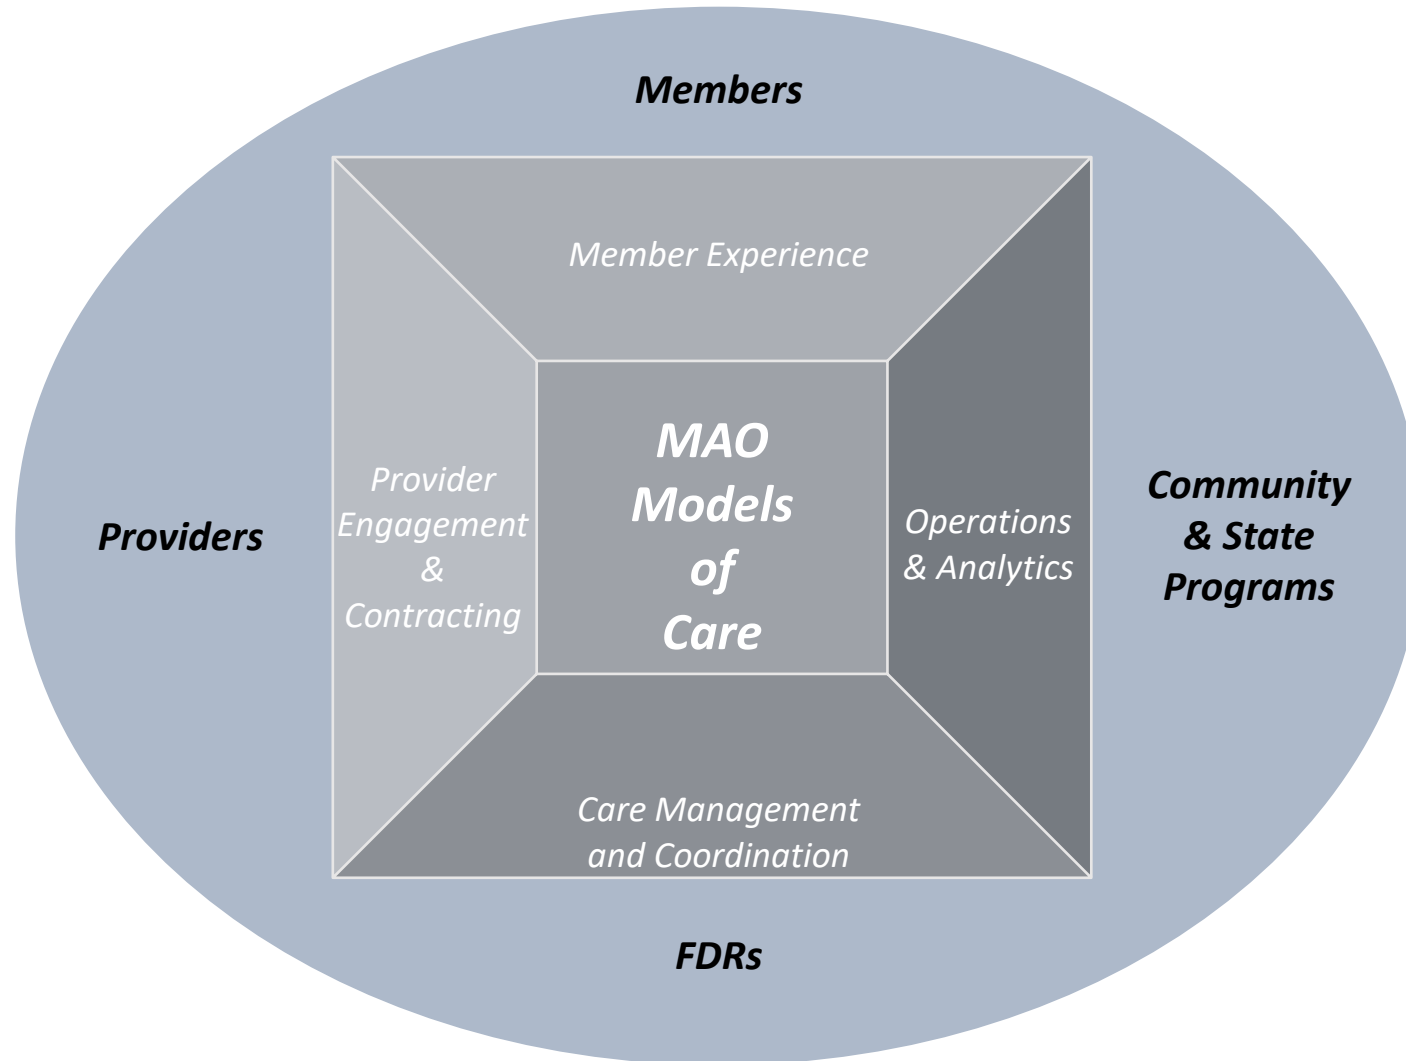 Members
Member Experience
Providers
Provider
Engagement
&
Contracting
MAO
Models
of
Care
Operations
& Analytics
Community
& State
Programs
Care Management
and Coordination
FDRs